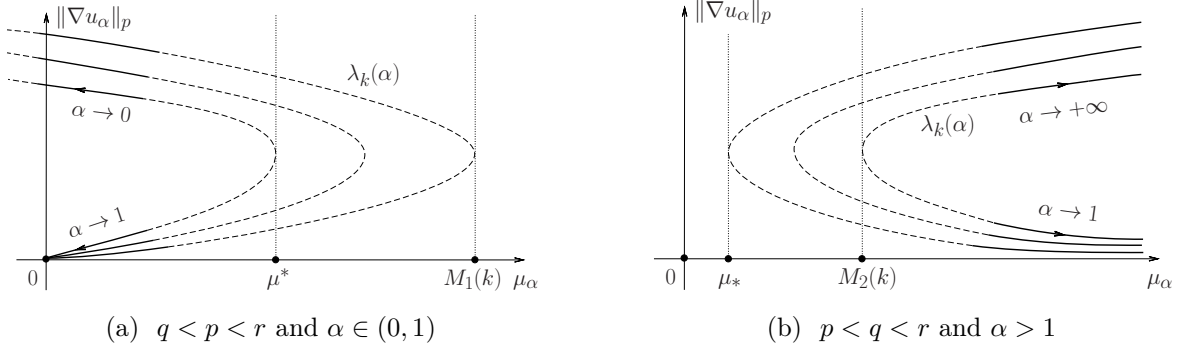 ‖∇u_α‖_p
λ_k(α)
α → 0
α → 1
0
μ^*
M_1(k)
μ_α
(a) q < p < r and α ∈ (0, 1)
‖∇u_α‖_p
λ_k(α)
α → +∞
α → 1
0
μ_*
M_2(k)
μ_α
(b) p < q < r and α > 1